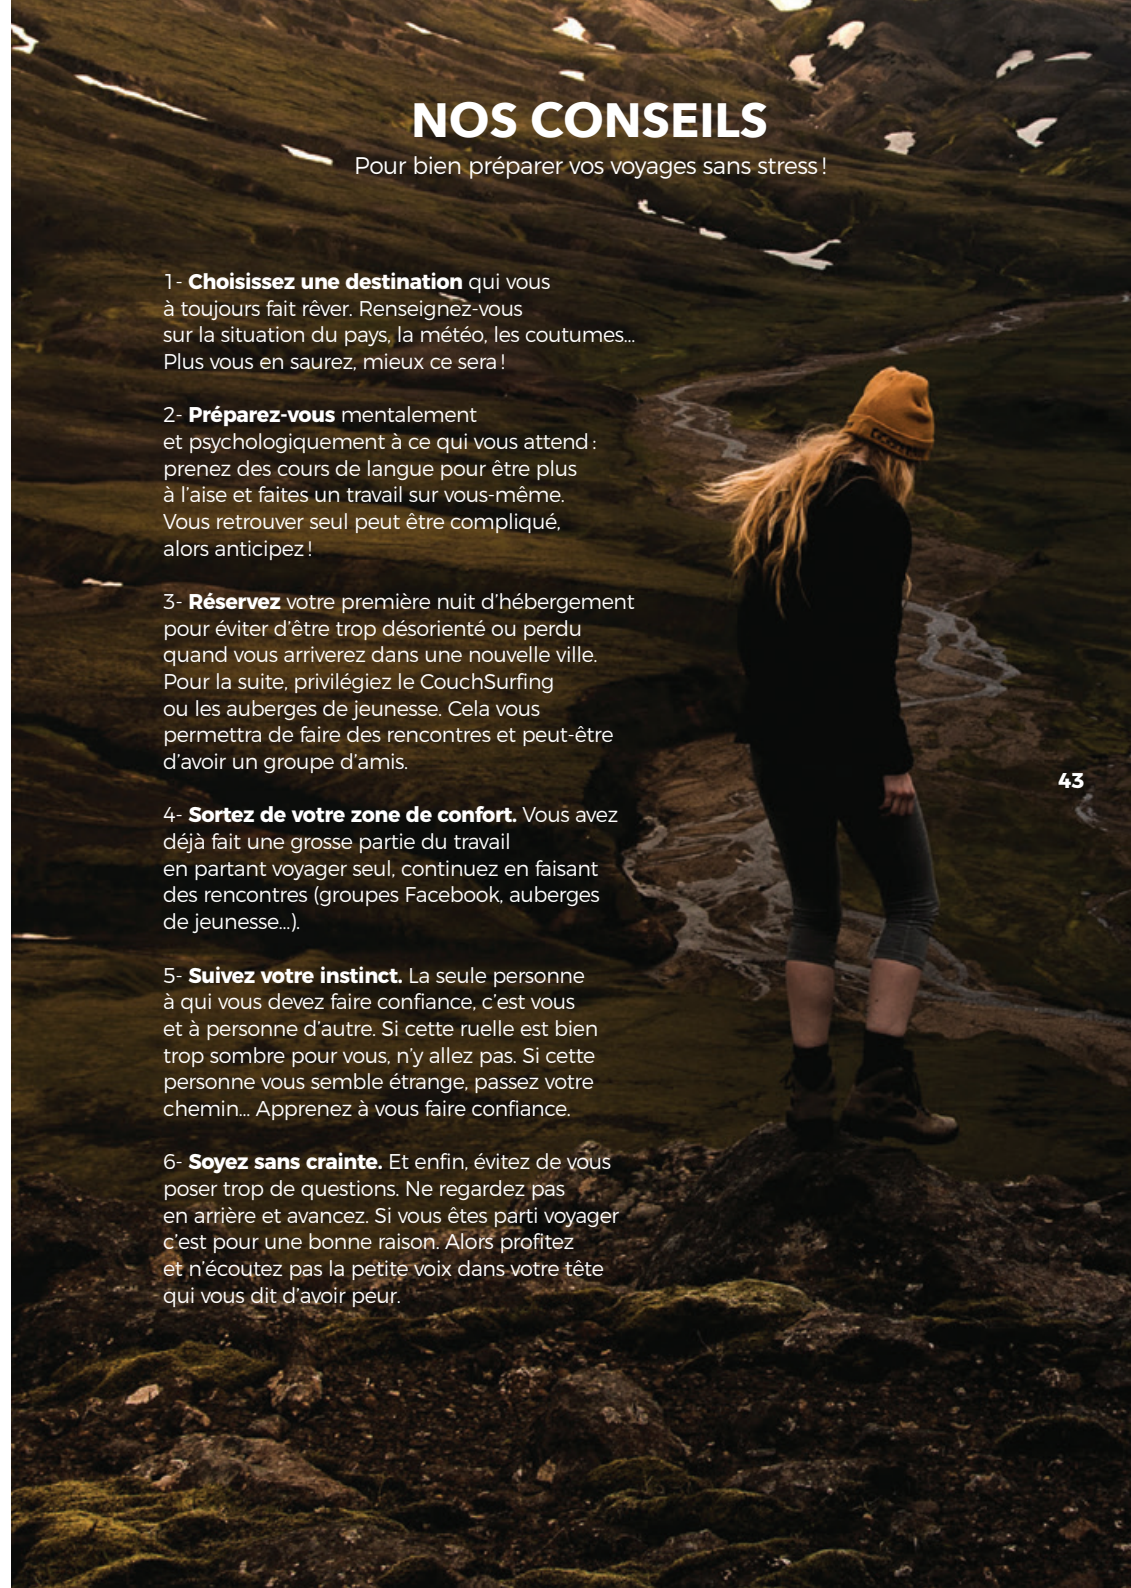 NOS CONSEILS
Pour bien préparer vos voyages sans stress !
1- Choisissez une destination qui vous
à toujours fait rêver. Renseignez-vous
sur la situation du pays, la météo, les coutumes...
Plus vous en saurez, mieux ce sera !
2- Préparez-vous mentalement
et psychologiquement à ce qui vous attend :
prenez des cours de langue pour être plus
à l’aise et faites un travail sur vous-même.
Vous retrouver seul peut être compliqué,
alors anticipez !
3- Réservez votre première nuit d’hébergement
pour éviter d’être trop désorienté ou perdu
quand vous arriverez dans une nouvelle ville.
Pour la suite, privilégiez le CouchSurfing
ou les auberges de jeunesse. Cela vous
permettra de faire des rencontres et peut-être
d’avoir un groupe d’amis.
43
4- Sortez de votre zone de confort. Vous avez
déjà fait une grosse partie du travail
en partant voyager seul, continuez en faisant
des rencontres (groupes Facebook, auberges
de jeunesse...).
5- Suivez votre instinct. La seule personne
à qui vous devez faire confiance, c’est vous
et à personne d’autre. Si cette ruelle est bien
trop sombre pour vous, n’y allez pas. Si cette
personne vous semble étrange, passez votre
chemin... Apprenez à vous faire confiance.
6- Soyez sans crainte. Et enfin, évitez de vous
poser trop de questions. Ne regardez pas
en arrière et avancez. Si vous êtes parti voyager
c’est pour une bonne raison. Alors profitez
et n’écoutez pas la petite voix dans votre tête
qui vous dit d’avoir peur.